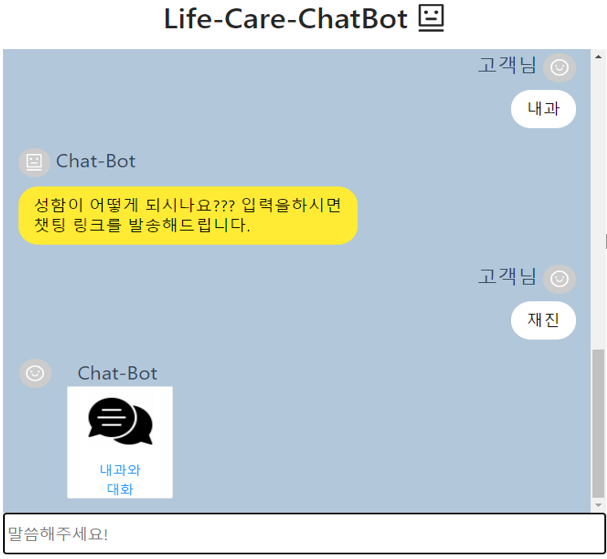 Life-Care-ChatBot
고객님
내과
Chat-Bot
성함이 어떻게 되시나요??? 입력을하시면
챗팅 링크를 발송해드립니다.
고객님
재진
Chat-Bot
내과와
대화
말씀해주세요!